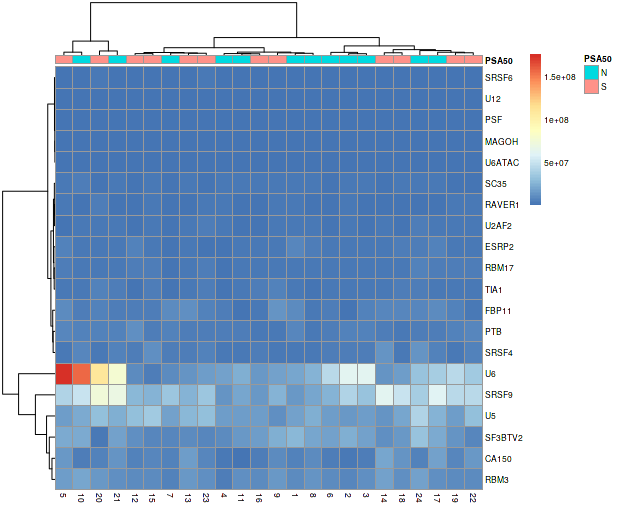 PSA50
PSA50
N
S
1.5e+08
1e+08
5e+07
SRSF6
U12
PSF
MAGOH
U6ATAC
SC35
RAVER1
U2AF2
ESRP2
RBM17
TIA1
FBP11
PTB
SRSF4
U6
SRSF9
U5
SF3BTV2
CA150
RBM3
5 10 20 21 12 15 7 13 23 4 11 16 9 1 8 6 2 3 14 18 24 17 19 22